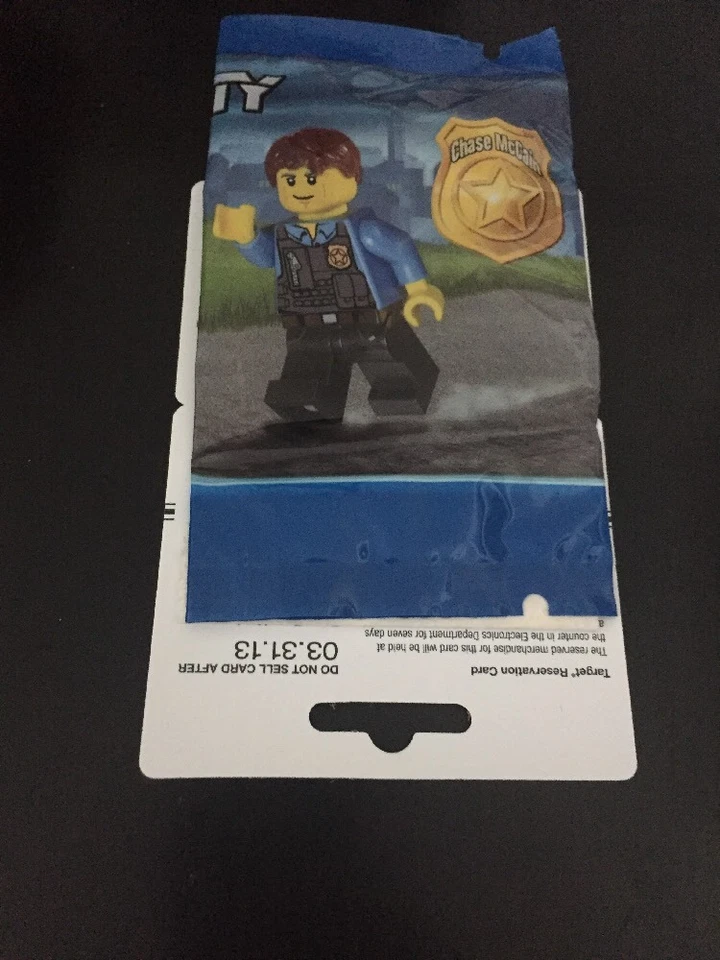 TY
Chase McCain
Target® Reservation Card
The reserved merchandise for this card will be held at
the counter in the Electronics Department for seven days
a
DO NOT SELL CARD AFTER
03.31.13